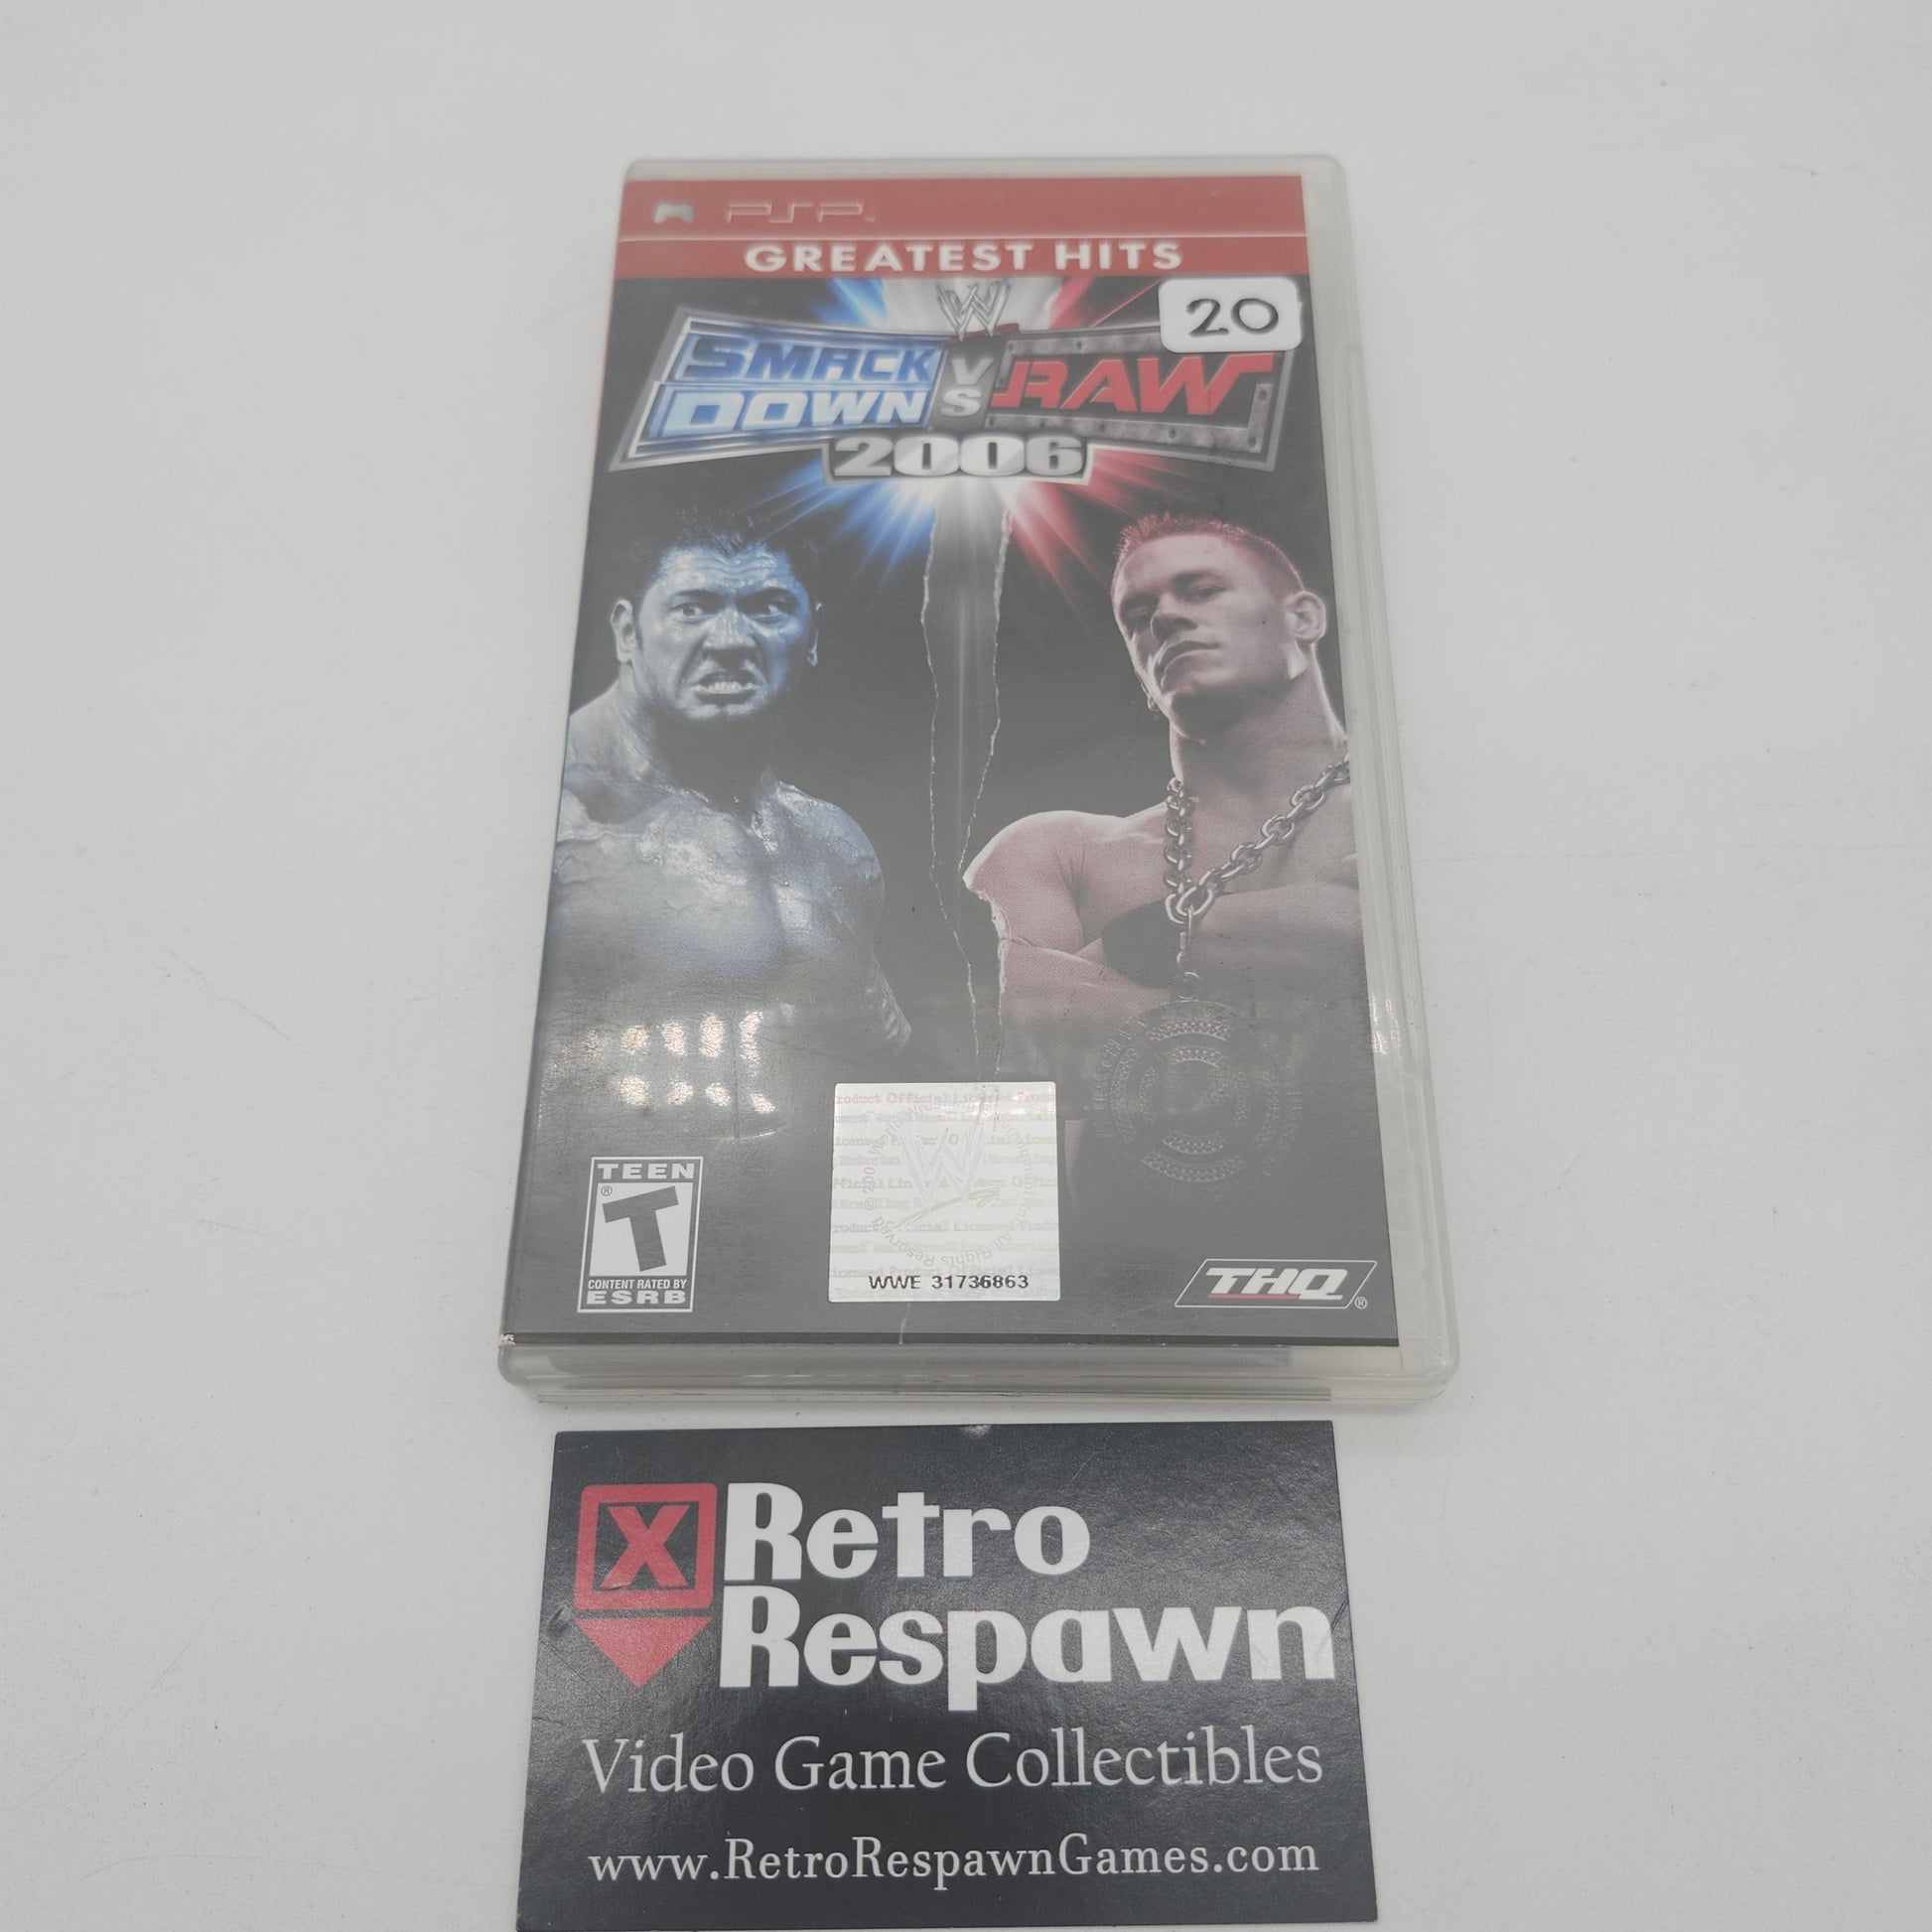 PSP
GREATEST HITS
20
W
SMACK
DOWN
VS
RAW
2006
TEEN
T
CONTENT RATED BY
ESRB
WWE 31736863
THQ
X
Retro
Respawn
Video Game Collectibles
www.RetroRespawnGames.com